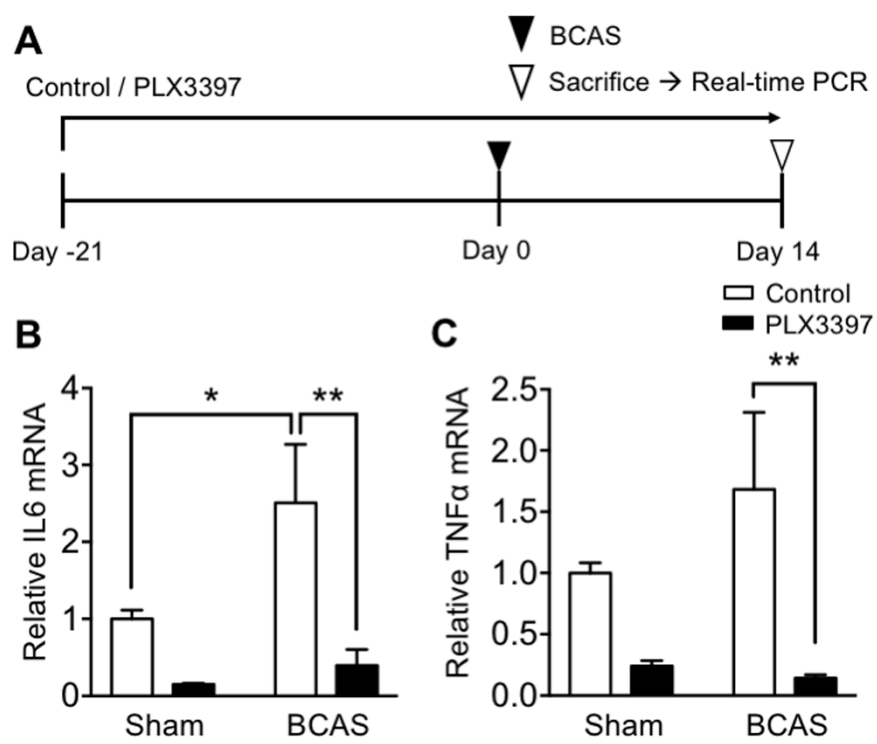 A
BCAS
Sacrifice → Real-time PCR
Control / PLX3397
Day -21
Day 0
Day 14
Control
PLX3397
B
Relative IL6 mRNA
4
3
2
1
0
*
**
Sham
BCAS
C
Relative TNFα mRNA
2.5
2.0
1.5
1.0
0.5
0.0
**
Sham
BCAS